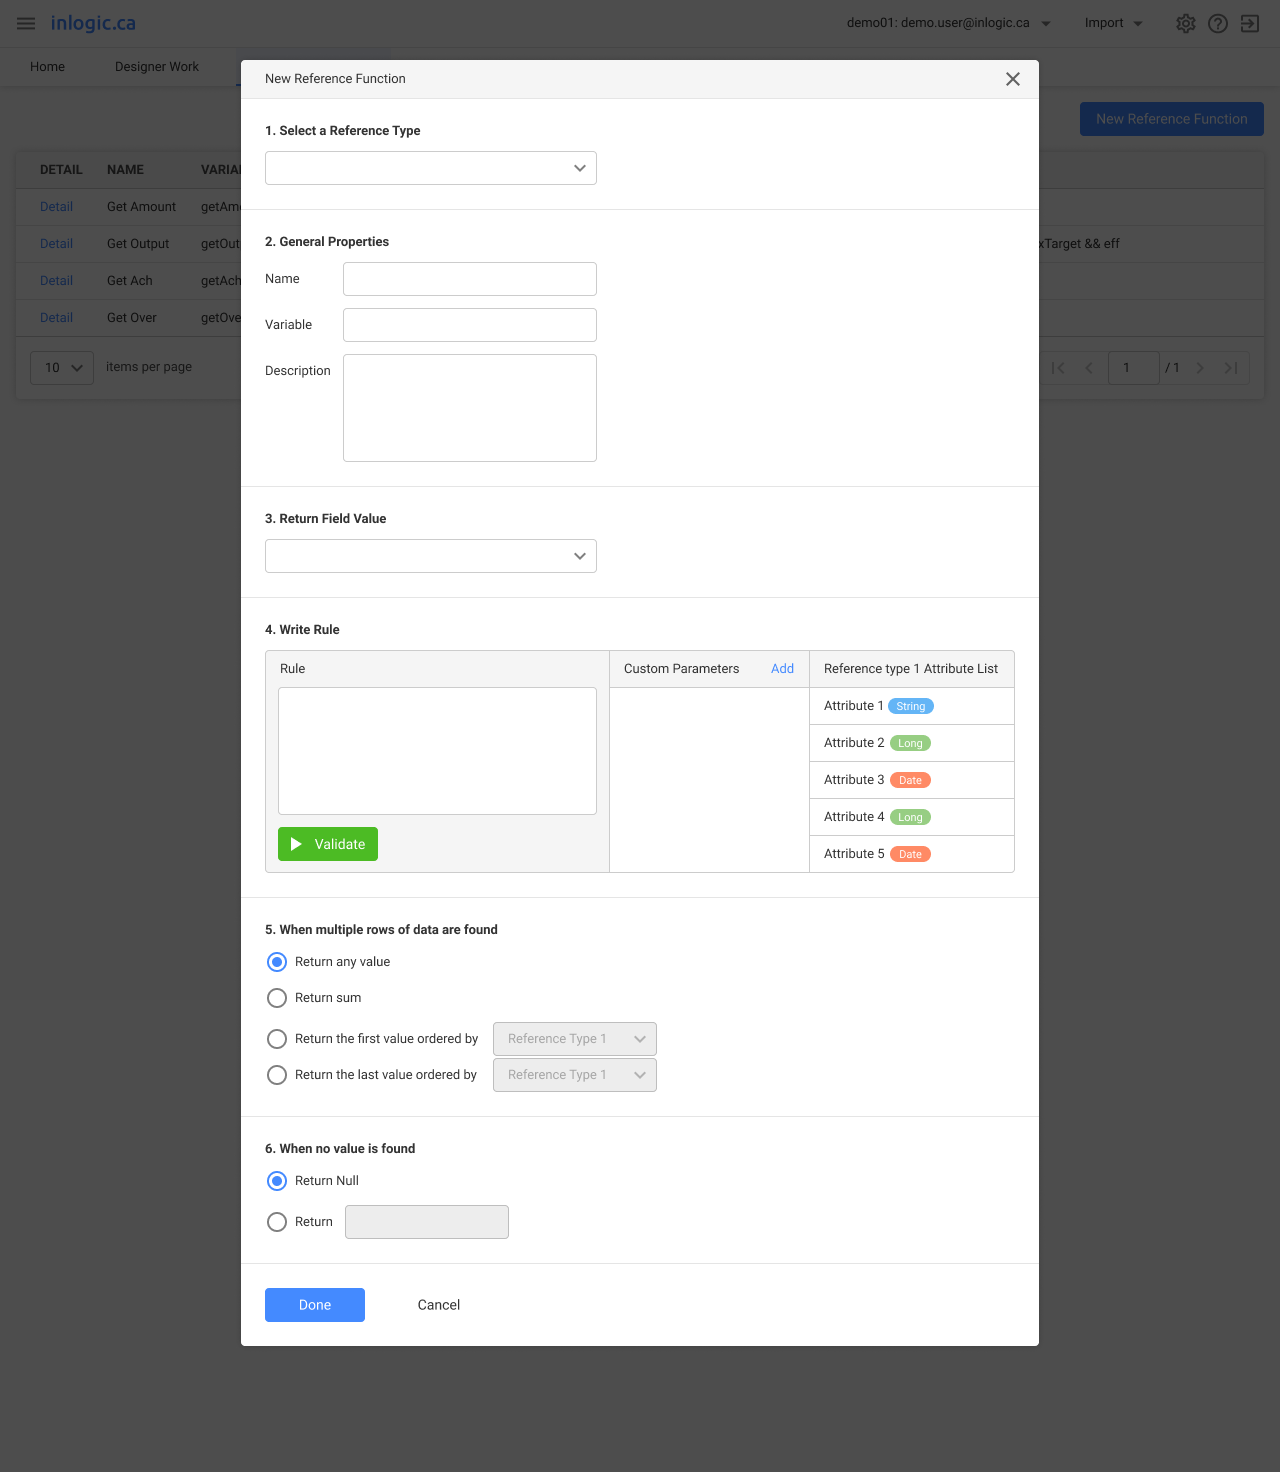 inlogic.ca
demo01: demo.user@inlogic.ca
Import
Home
Designer Work
New Reference Function
DETAIL NAME
Detail Get Amount
Detail Get Output xTarget && eff
Detail Get Ach
Detail Get Over
10 items per page
1 / 1
New Reference Function
1. Select a Reference Type
2. General Properties
Name
Variable
Description
3. Return Field Value
4. Write Rule
Rule
Validate
Custom Parameters Add
Reference type 1 Attribute List
Attribute 1 String
Attribute 2 Long
Attribute 3 Date
Attribute 4 Long
Attribute 5 Date
5. When multiple rows of data are found
Return any value
Return sum
Return the first value ordered by Reference Type 1
Return the last value ordered by Reference Type 1
6. When no value is found
Return Null
Return
Done Cancel